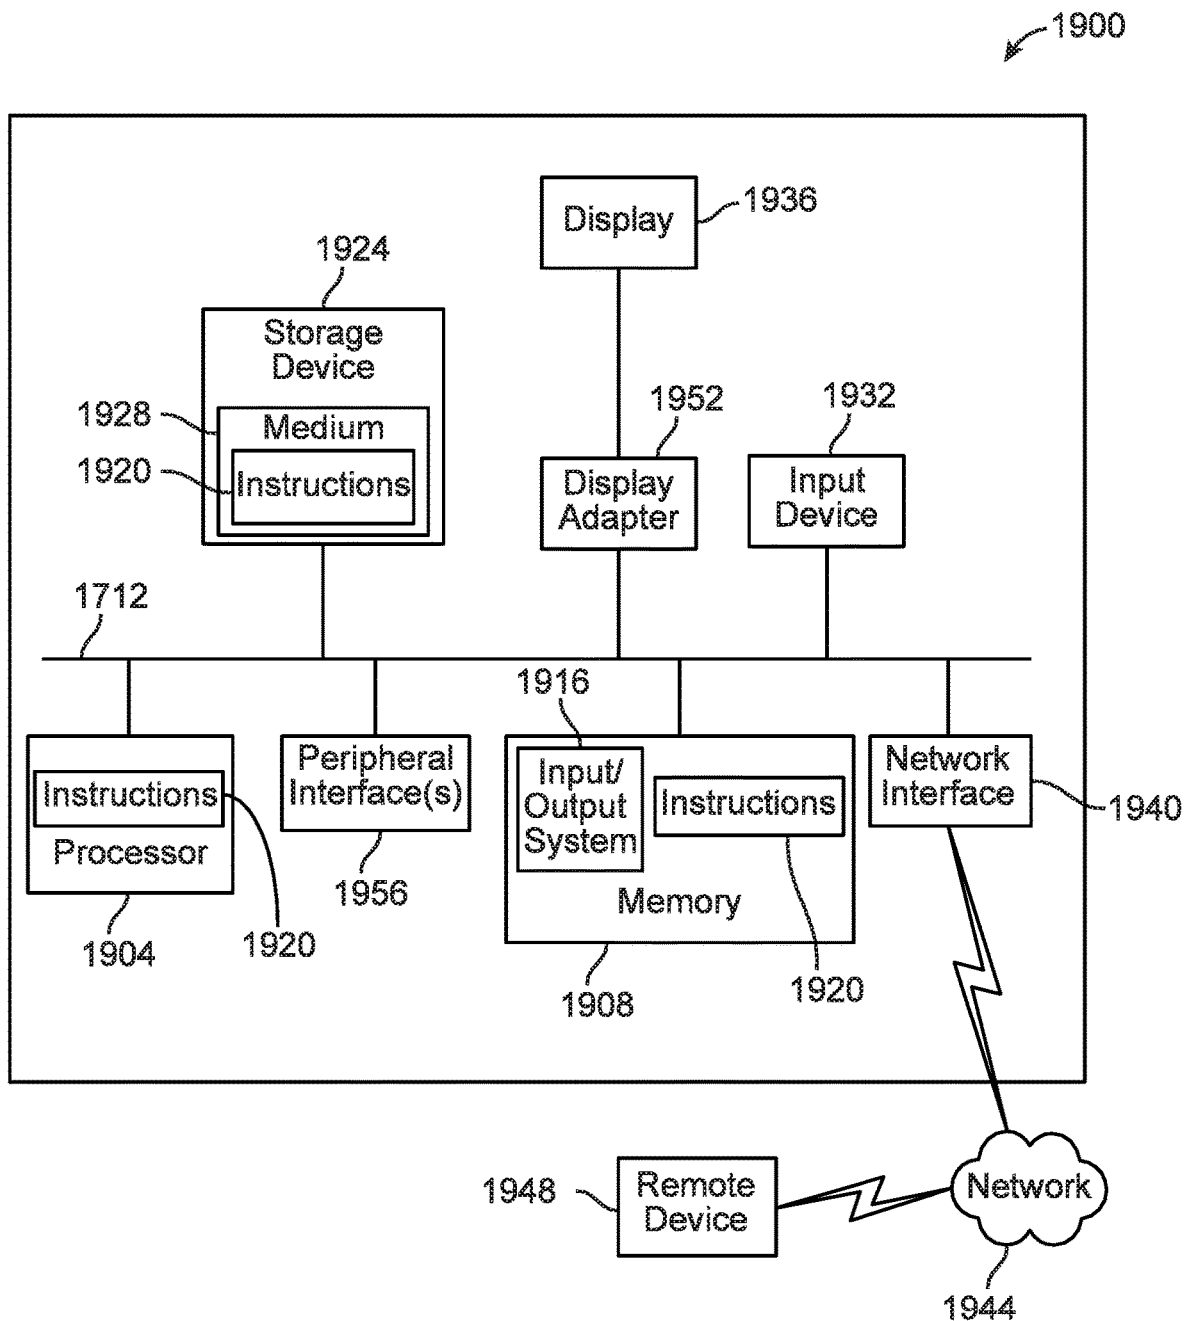 1900
Display
1936
1924
Storage
Device
1928
Medium
1920
Instructions
1952
Display
Adapter
1932
Input
Device
1712
Instructions
Processor
1904
1920
Peripheral
Interface(s)
1956
1916
Input/
Output
System
Instructions
Memory
1908
1920
Network
Interface
1940
1948
Remote
Device
Network
1944